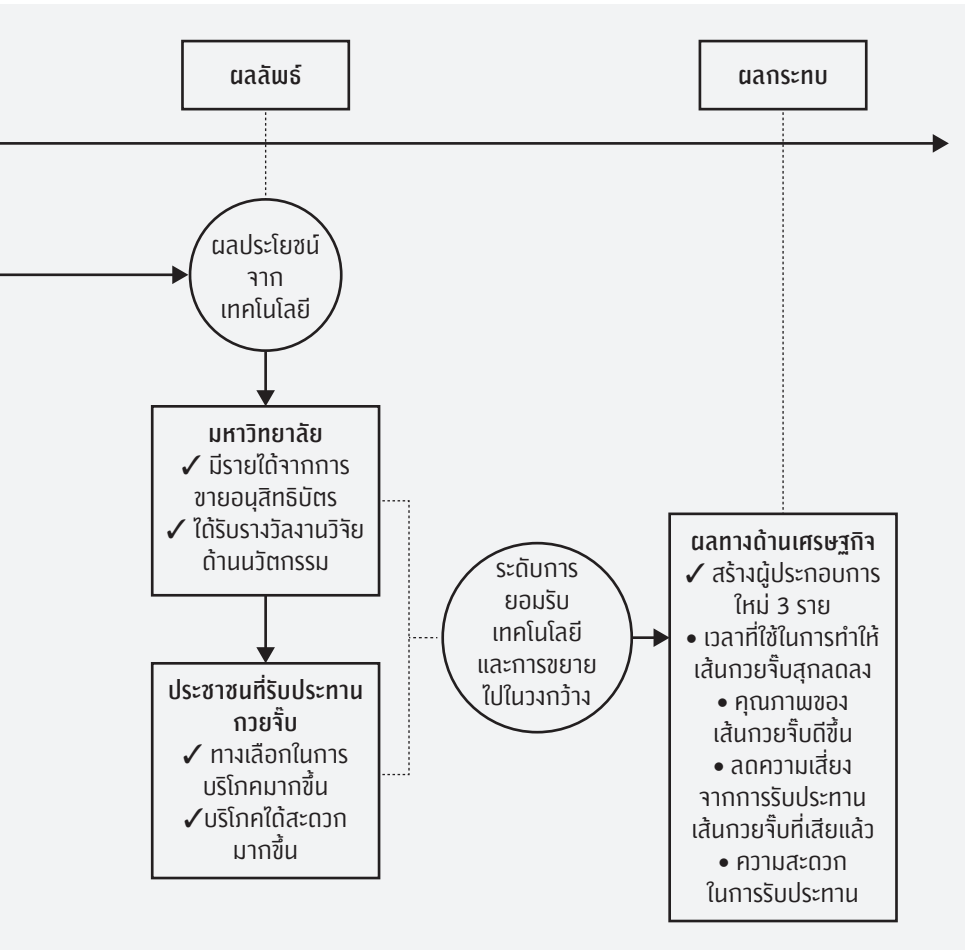 ผลลัพธ์
ผลกระทบ
ผลประโยชน์
จาก
เทคโนโลยี
มหาวิทยาลัย
✓ มีรายได้จากการ
ขายอนุสิทธิบัตร
✓ ได้รับรางวัลงานวิจัย
ด้านนวัตกรรม
ประชาชนที่รับประทาน
กวยจั๊บ
✓ ทางเลือกในการ
บริโภคมากขึ้น
✓บริโภคได้สะดวก
มากขึ้น
ระดับการ
ยอมรับ
เทคโนโลยี
และการขยาย
ไปในวงกว้าง
ผลทางด้านเศรษฐกิจ
✓ สร้างผู้ประกอบการ
ใหม่ 3 ราย
• เวลาที่ใช้ในการทำให้
เส้นกวยจั๊บสุกลดลง
• คุณภาพของ
เส้นกวยจั๊บดีขึ้น
• ลดความเสี่ยง
จากการรับประทาน
เส้นกวยจั๊บที่เสียแล้ว
• ความสะดวก
ในการรับประทาน